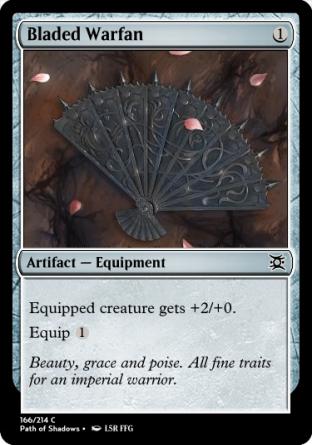 Bladed Warfan 1
Artifact — Equipment
Equipped creature gets +2/+0.
Equip 1
Beauty, grace and poise. All fine traits
for an imperial warrior.
166/214 C
Path of Shadows • L5R FFG